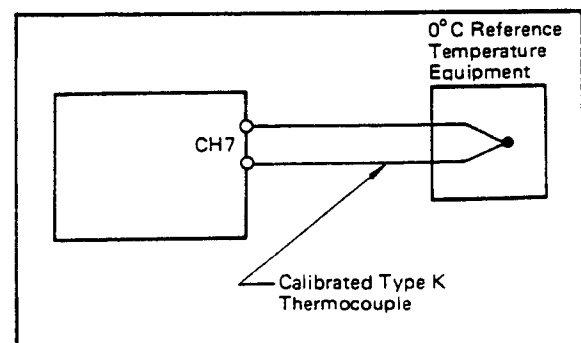 0°C Reference
Temperature
Equipment
CH7
Calibrated Type K
Thermocouple